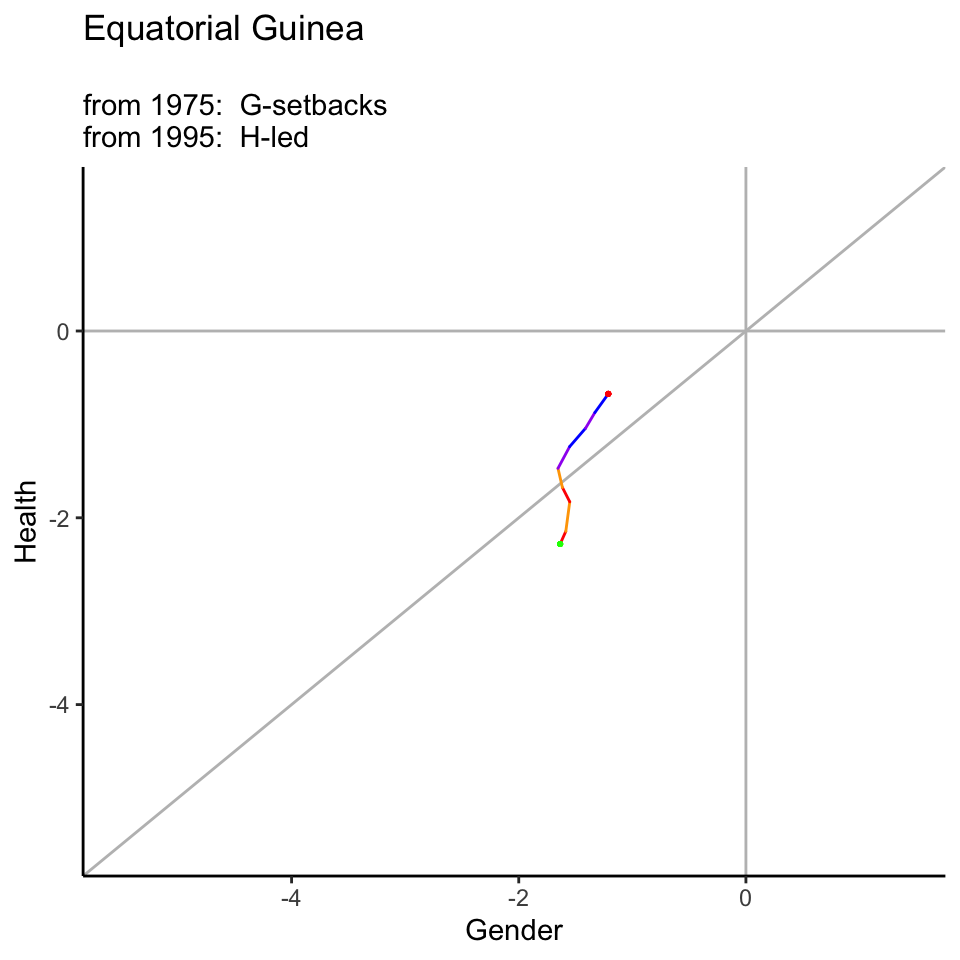 Equatorial Guinea
from 1975:  G-setbacks
from 1995:  H-led
Health
0
-2
-4
-4
-2
0
Gender